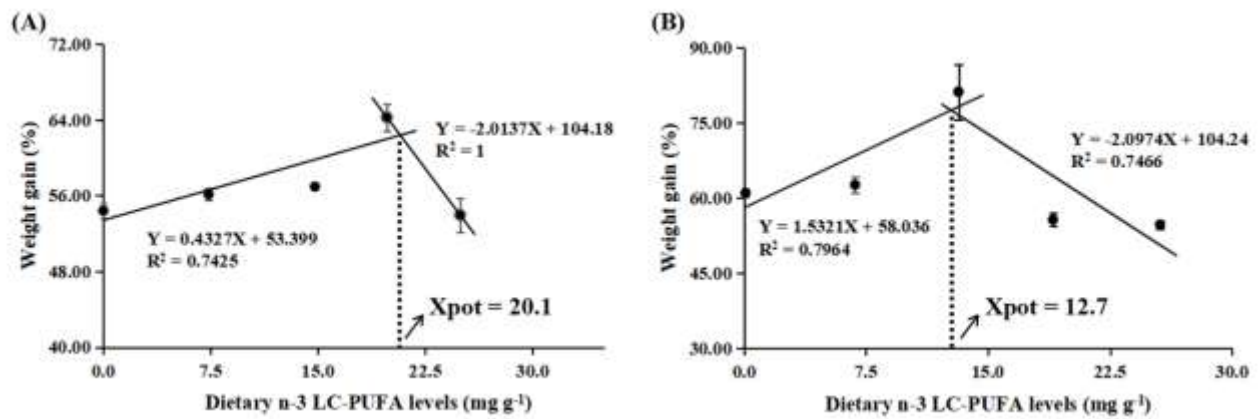 (A)
72.00
64.00
56.00
48.00
40.00
Weight gain (%)
Y = -2.0137X + 104.18
R² = 1
Y = 0.4327X + 53.399
R² = 0.7425
Xpot = 20.1
0.0 7.5 15.0 22.5 30.0
Dietary n-3 LC-PUFA levels (mg g⁻¹)
(B)
90.00
75.00
60.00
45.00
30.00
Weight gain (%)
Y = -2.0974X + 104.24
R² = 0.7466
Y = 1.5321X + 58.036
R² = 0.7964
Xpot = 12.7
0.0 7.5 15.0 22.5 30.0
Dietary n-3 LC-PUFA levels (mg g⁻¹)